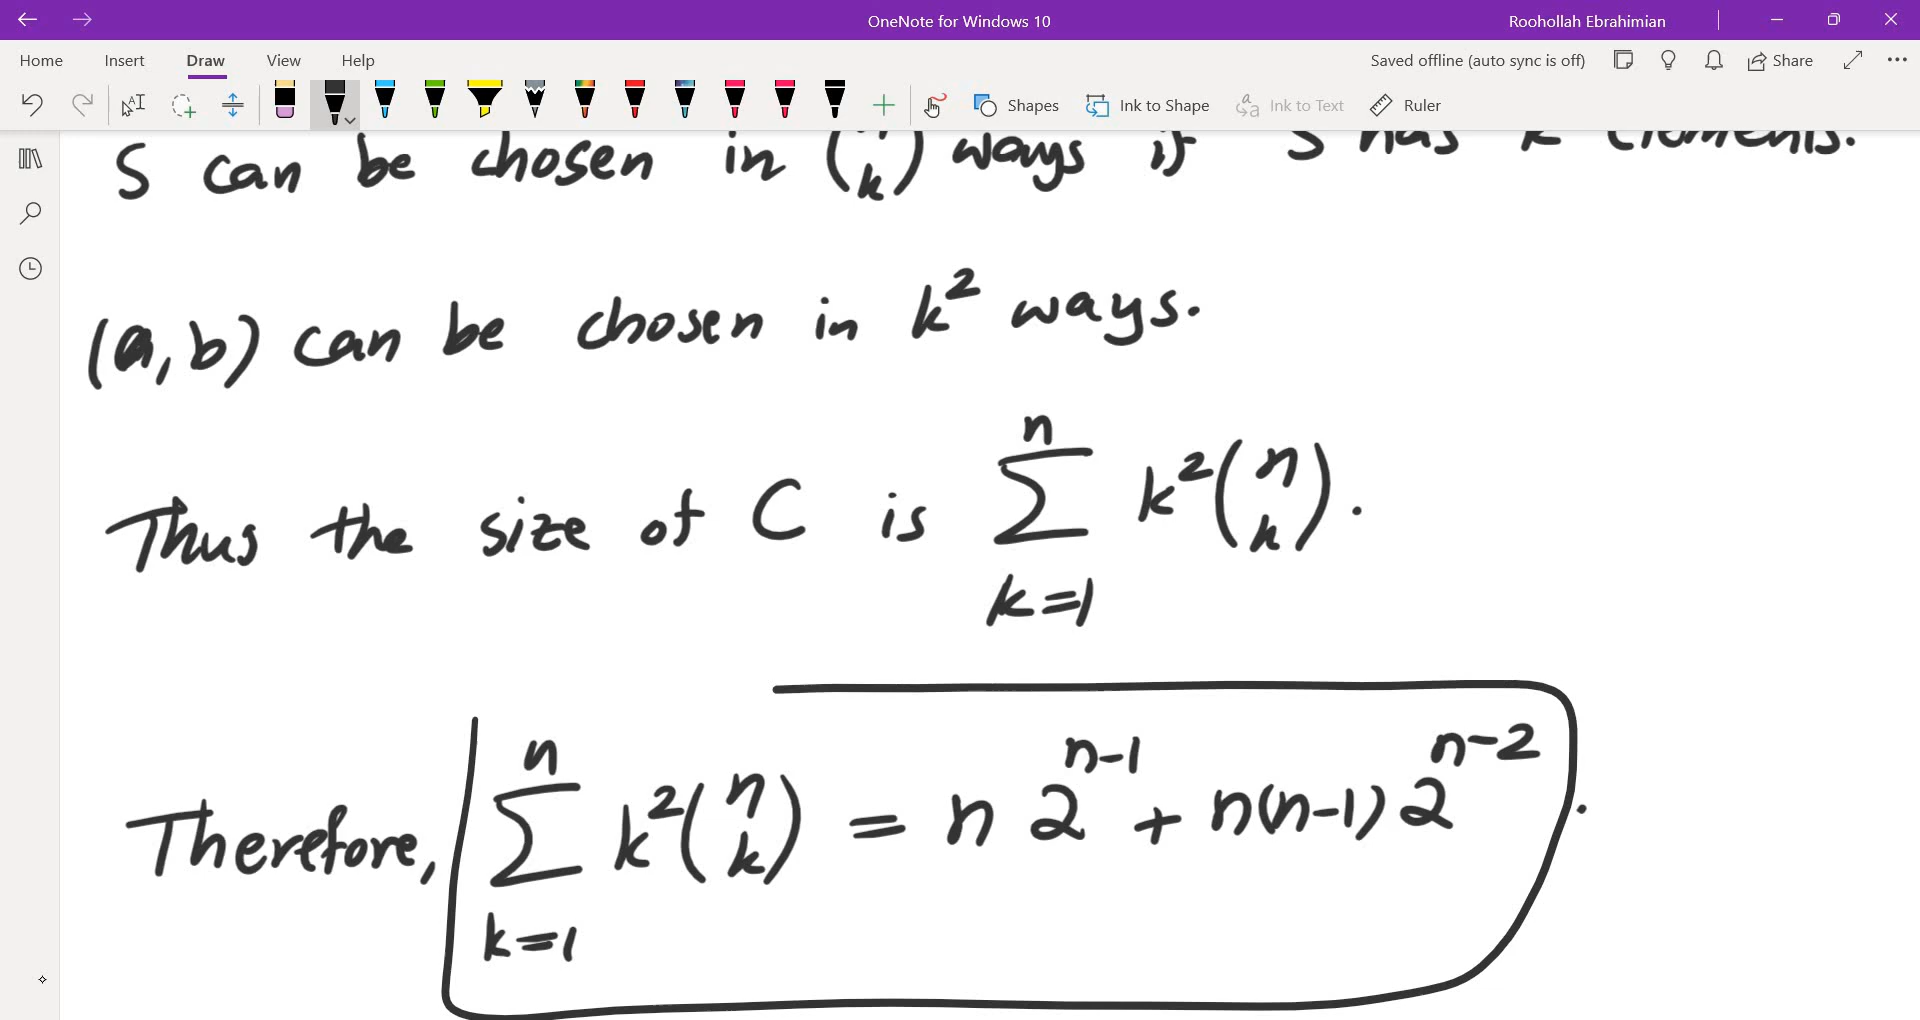 OneNote for Windows 10
Roohollah Ebrahimian
Home Insert Draw View Help
Saved offline (auto sync is off) Share
Shapes Ink to Shape Ink to Text Ruler
S can be chosen in (n k) ways if S has k elements.
(a, b) can be chosen in k² ways.
Thus the size of C is ∑_{k=1}^{n} k² (n k).
Therefore, ∑_{k=1}^{n} k² (n k) = n 2^{n-1} + n(n-1) 2^{n-2}.